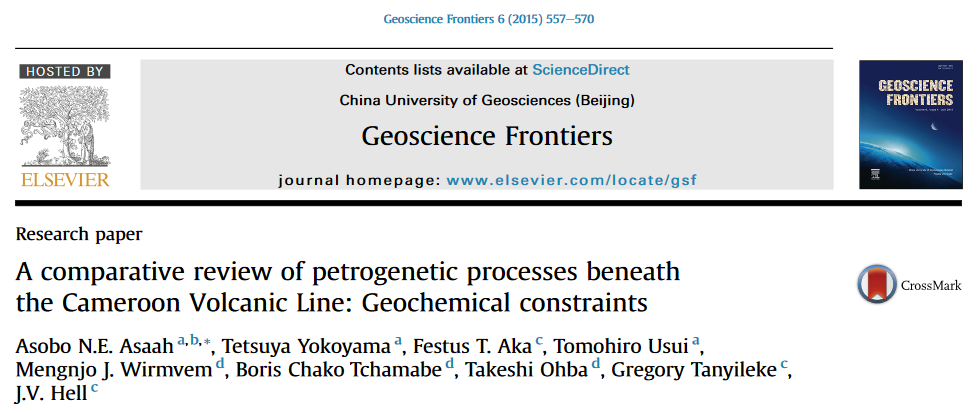 Geoscience Frontiers 6 (2015) 557–570
HOSTED BY
ELSEVIER
Contents lists available at ScienceDirect
China University of Geosciences (Beijing)
Geoscience Frontiers
journal homepage: www.elsevier.com/locate/gsf
GEOSCIENCE
FRONTIERS
Research paper
A comparative review of petrogenetic processes beneath
the Cameroon Volcanic Line: Geochemical constraints
CrossMark
Asobo N.E. Asaah a,b,*, Tetsuya Yokoyama a, Festus T. Aka c, Tomohiro Usui a,
Mengnjo J. Wirmvem d, Boris Chako Tchamabe d, Takeshi Ohba d, Gregory Tanyileke c,
J.V. Hell c